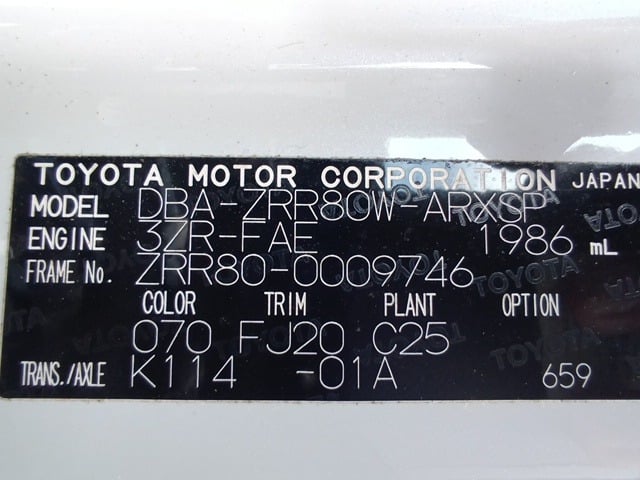 TOYOTA MOTOR CORPORATION JAPAN
MODEL DBA-ZRR80W-ARXSP
ENGINE 3ZR-FAE 1986 mL
FRAME No. ZRR80-0009746
COLOR TRIM PLANT OPTION
070 FJ20 C25
TRANS./AXLE K114 -01A 659